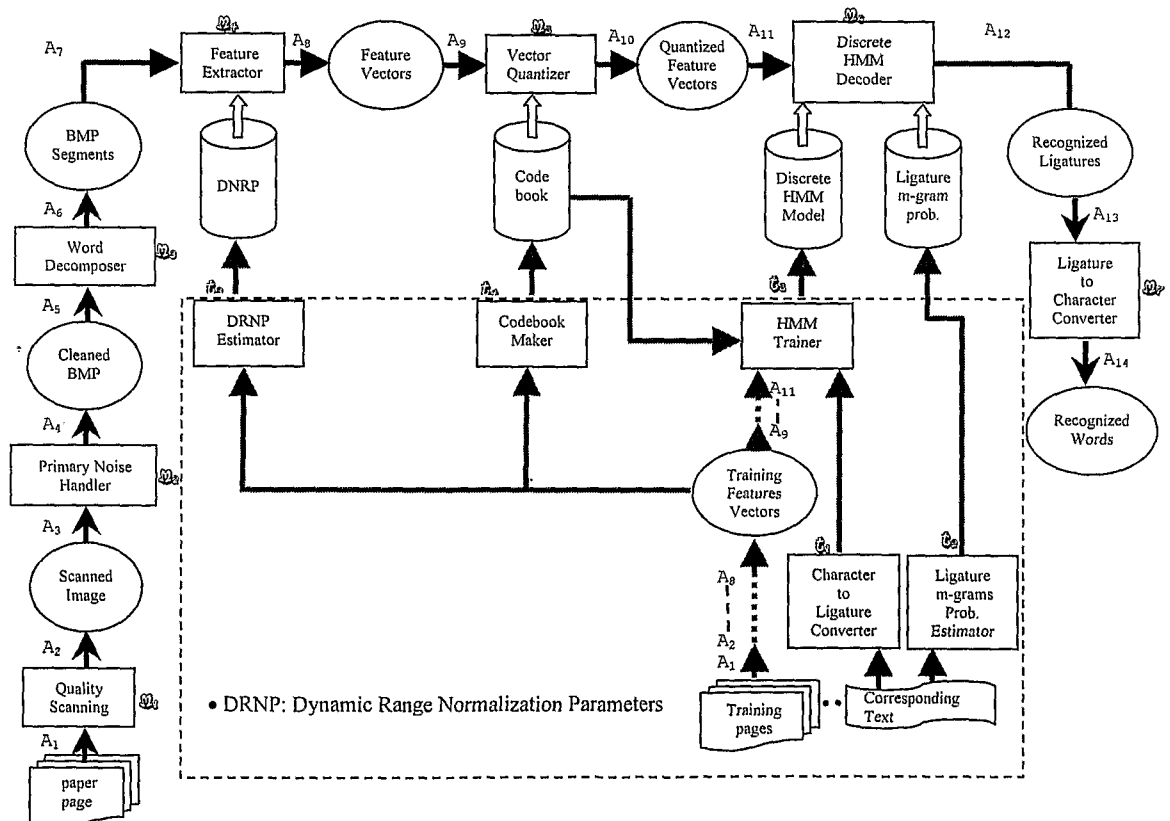 A7
Feature
Extractor
A8
Feature
Vectors
A9
Vector
Quantizer
A10
Quantized
Feature
Vectors
A11
Discrete
HMM
Decoder
A12
BMP
Segments
DNRP
Code
book
Discrete
HMM
Model
Ligature
m-gram
prob.
Recognized
Ligatures
A6
A13
Word
Decomposer
Ligature
to
Character
Converter
A5
DRNP
Estimator
Codebook
Maker
HMM
Trainer
Cleaned
BMP
A14
A11
A9
Recognized
Words
A4
Primary Noise
Handler
Training
Features
Vectors
A3
Scanned
Image
A8
A2
A1
Character
to
Ligature
Converter
Ligature
m-grams
Prob.
Estimator
A2
Quality
Scanning
• DRNP: Dynamic Range Normalization Parameters
Training
pages
Corresponding
Text
A1
paper
page